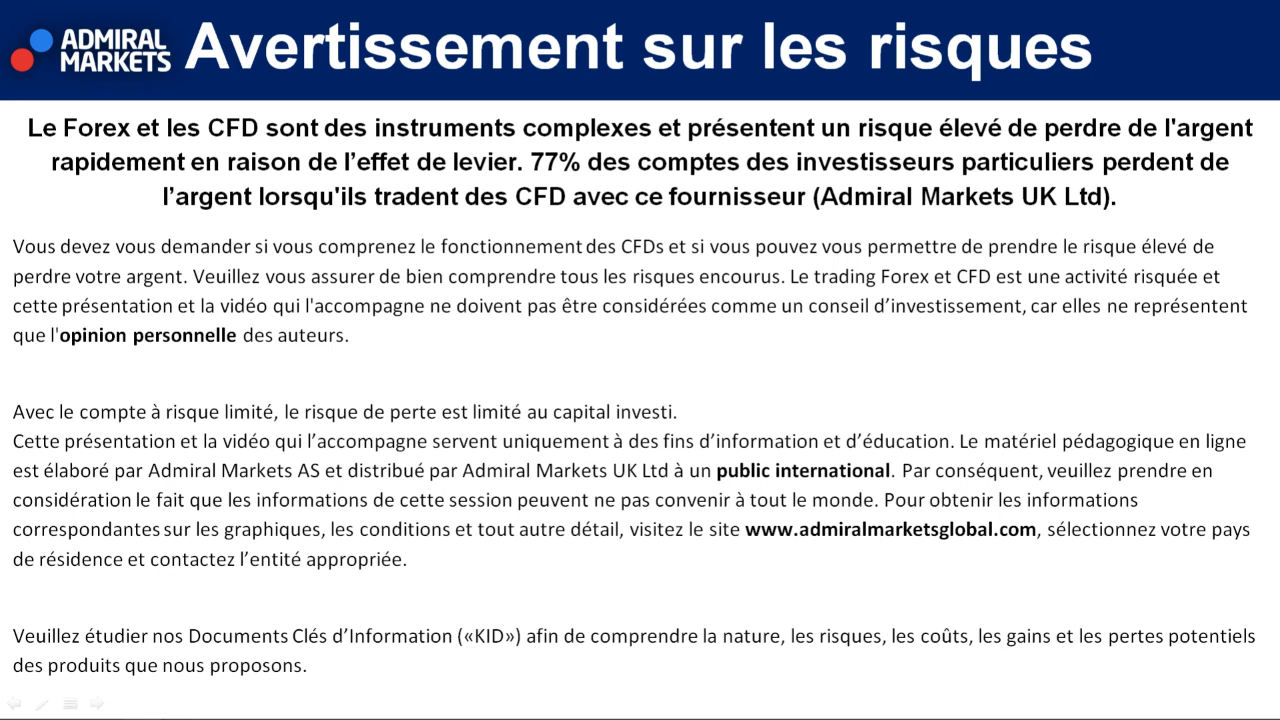 ADMIRAL
MARKETS
Avertissement sur les risques
Le Forex et les CFD sont des instruments complexes et présentent un risque élevé de perdre de l'argent
rapidement en raison de l’effet de levier. 77% des comptes des investisseurs particuliers perdent de
l’argent lorsqu'ils tradent des CFD avec ce fournisseur (Admiral Markets UK Ltd).
Vous devez vous demander si vous comprenez le fonctionnement des CFDs et si vous pouvez vous permettre de prendre le risque élevé de
perdre votre argent. Veuillez vous assurer de bien comprendre tous les risques encourus. Le trading Forex et CFD est une activité risquée et
cette présentation et la vidéo qui l'accompagne ne doivent pas être considérées comme un conseil d’investissement, car elles ne représentent
que l'opinion personnelle des auteurs.
Avec le compte à risque limité, le risque de perte est limité au capital investi.
Cette présentation et la vidéo qui l’accompagne servent uniquement à des fins d’information et d’éducation. Le matériel pédagogique en ligne
est élaboré par Admiral Markets AS et distribué par Admiral Markets UK Ltd à un public international. Par conséquent, veuillez prendre en
considération le fait que les informations de cette session peuvent ne pas convenir à tout le monde. Pour obtenir les informations
correspondantes sur les graphiques, les conditions et tout autre détail, visitez le site www.admiralmarketsglobal.com, sélectionnez votre pays
de résidence et contactez l’entité appropriée.
Veuillez étudier nos Documents Clés d’Information («KID») afin de comprendre la nature, les risques, les coûts, les gains et les pertes potentiels
des produits que nous proposons.